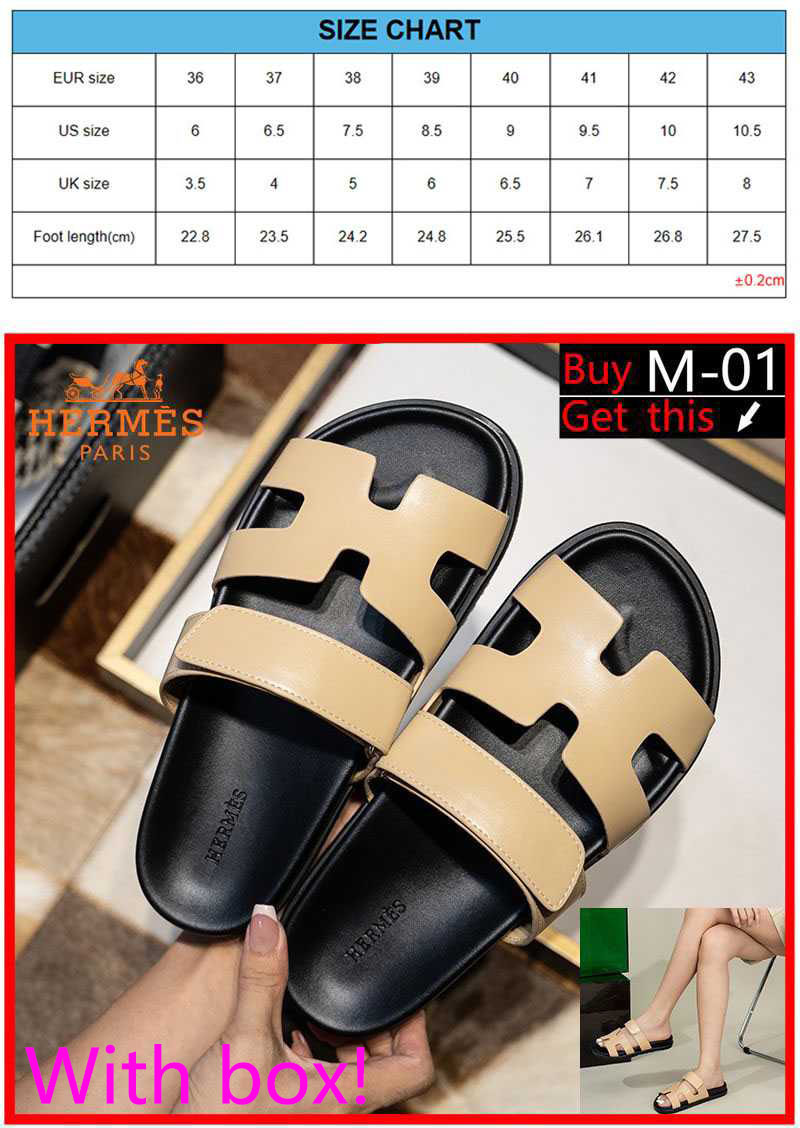 SIZE CHART
EUR size 36 37 38 39 40 41 42 43
US size 6 6.5 7.5 8.5 9 9.5 10 10.5
UK size 3.5 4 5 6 6.5 7 7.5 8
Foot length(cm) 22.8 23.5 24.2 24.8 25.5 26.1 26.8 27.5
±0.2cm
HERMÈS
PARIS
Buy M-01
Get this
HERMÈS
HERMÈS
With box!